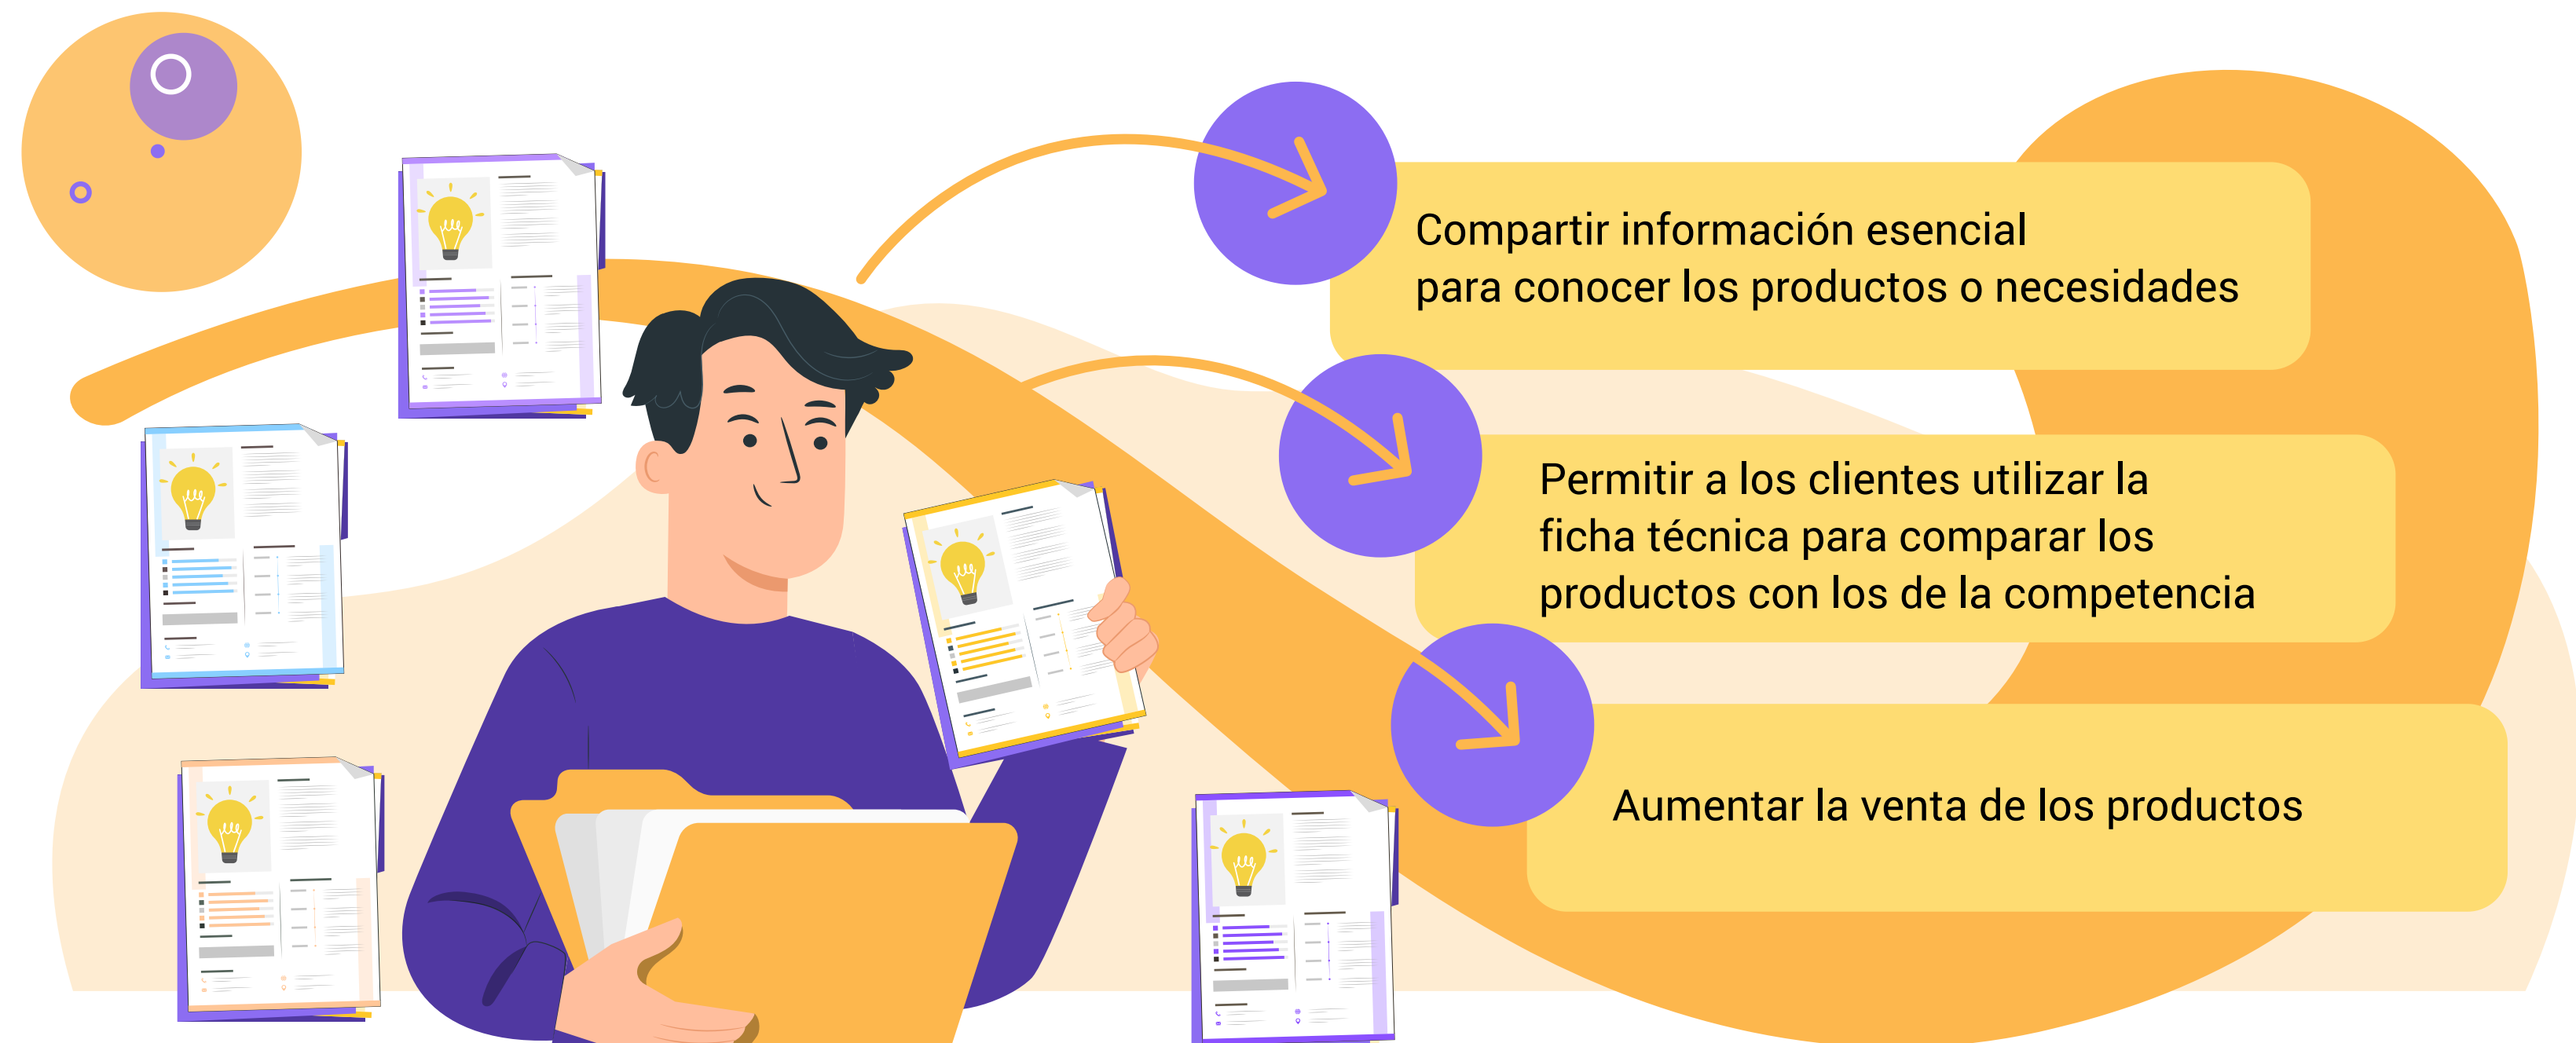 Compartir información esencial
para conocer los productos o necesidades
Permitir a los clientes utilizar la
ficha técnica para comparar los
productos con los de la competencia
Aumentar la venta de los productos